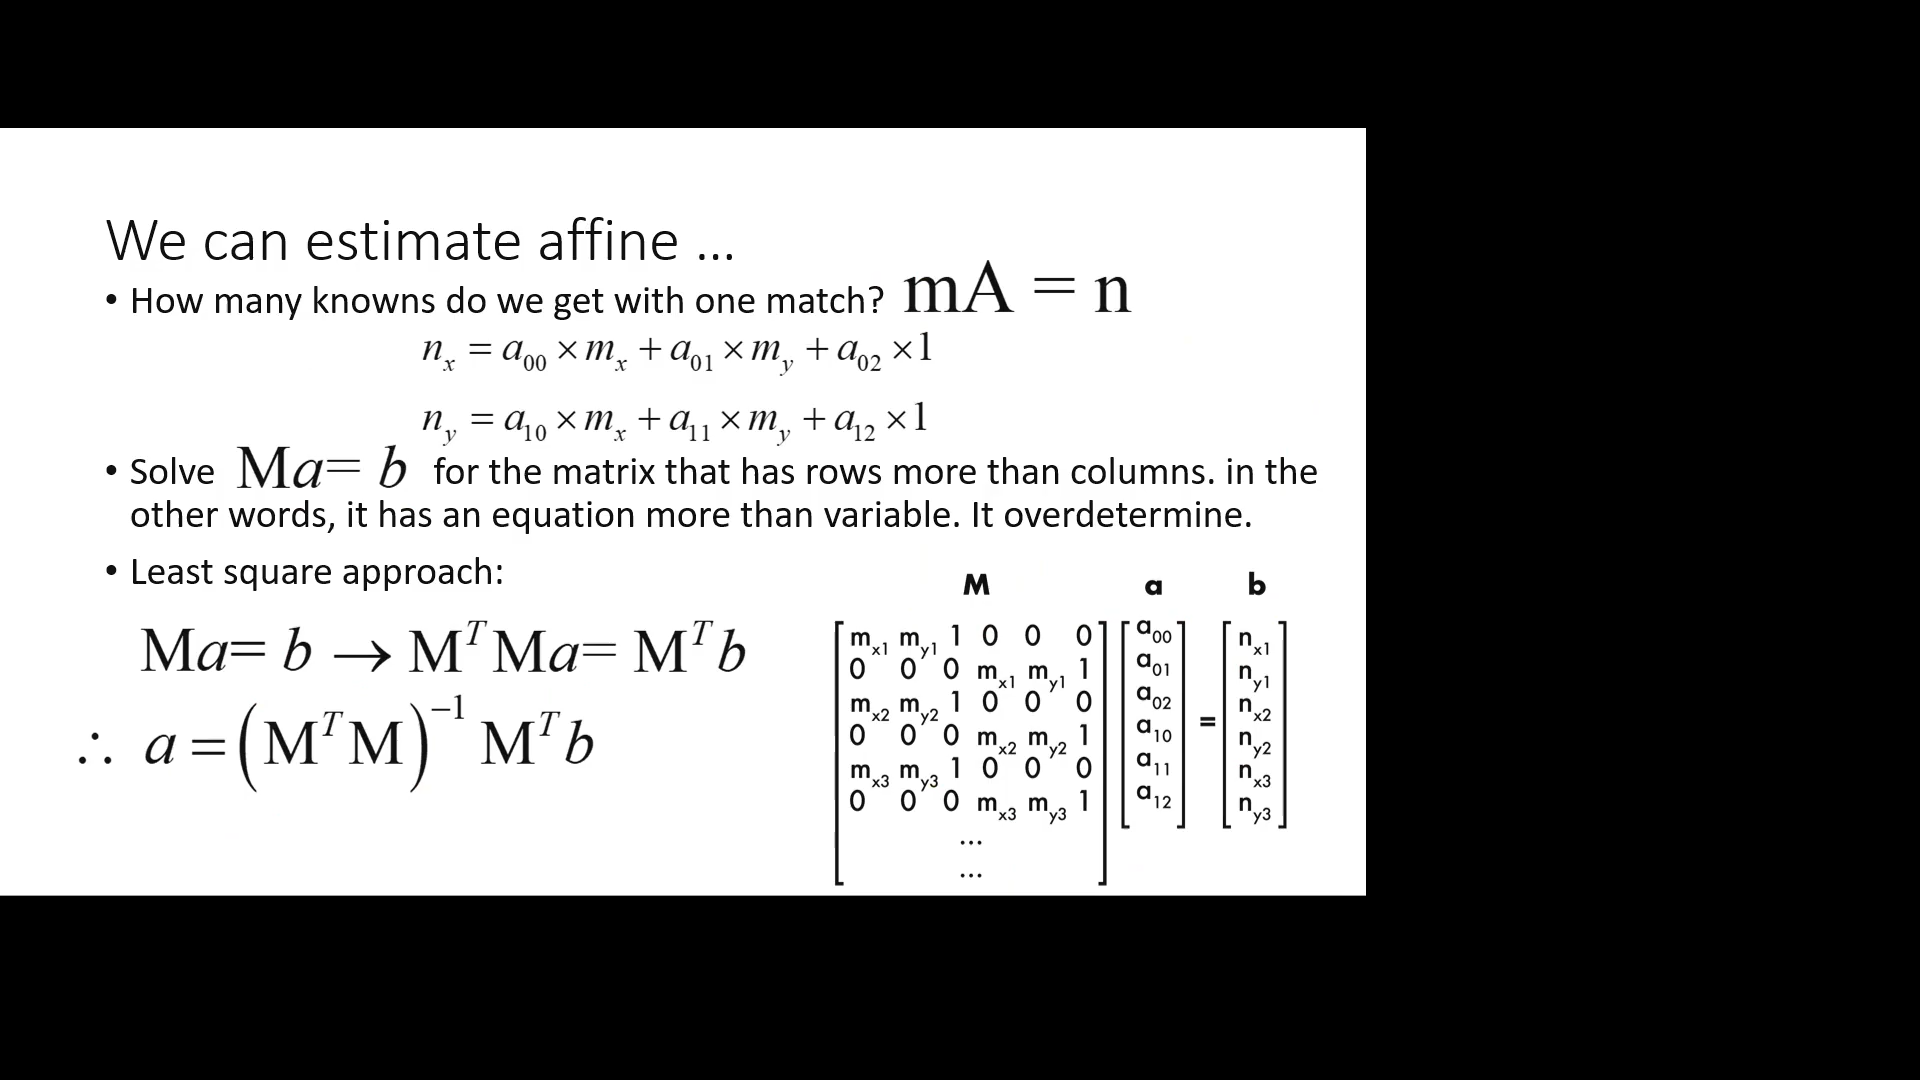 We can estimate affine ...
• How many knowns do we get with one match? mA = n
n_x = a_00 × m_x + a_01 × m_y + a_02 × 1
n_y = a_10 × m_x + a_11 × m_y + a_12 × 1
• Solve Ma= b for the matrix that has rows more than columns. in the
other words, it has an equation more than variable. It overdetermine.
• Least square approach:
Ma= b → M^T Ma= M^T b
∴ a = (M^T M)^−1 M^T b
M a b
m_x1 m_y1 1 0 0 0 a_00 n_x1
0 0 0 m_x1 m_y1 1 a_01 n_y1
m_x2 m_y2 1 0 0 0 a_02 n_x2
0 0 0 m_x2 m_y2 1 a_10 = n_y2
m_x3 m_y3 1 0 0 0 a_11 n_x3
0 0 0 m_x3 m_y3 1 a_12 n_y3
...
...